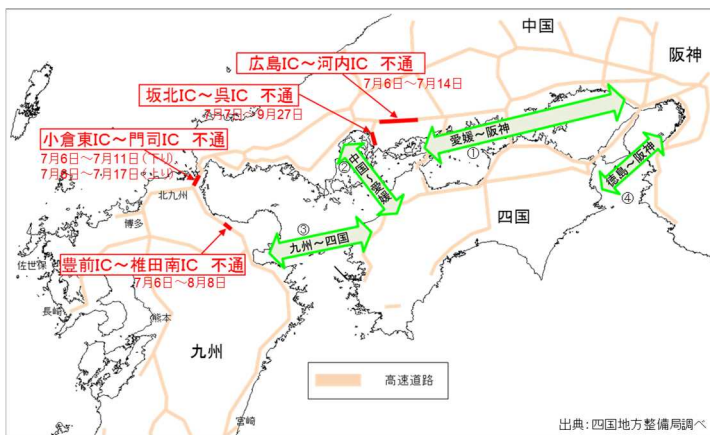 中国
阪神
広島IC～河内IC 不通
7月6日～7月14日
坂北IC～呉IC 不通
7月7日～9月27日
小倉東IC～門司IC 不通
7月6日～7月11日（下り）
7月6日～7月17日（上り）
愛媛～阪神
①
中国～愛媛
②
徳島～阪神
④
北九州
博多
四国
③
九州～四国
佐世保
豊前IC～椎田南IC 不通
7月6日～8月8日
長崎
熊本
九州
高速道路
宮崎
出典：四国地方整備局調べ